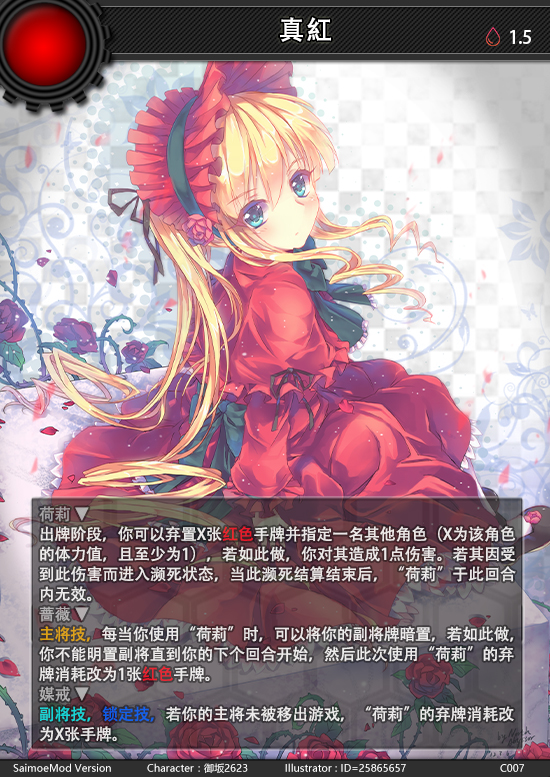 真紅
1.5
荷莉▼
出牌阶段，你可以弃置X张红色手牌并指定一名其他角色（X为该角色
的体力值，且至少为1），若如此做，你对其造成1点伤害。若其因受
到此伤害而进入濒死状态，当此濒死结算结束后，“荷莉”于此回合
内无效。
蔷薇▼
主将技，每当你使用“荷莉”时，可以将你的副将牌暗置，若如此做，
你不能明置副将直到你的下个回合开始，然后此次使用“荷莉”的弃
牌消耗改为1张红色手牌。
媒戒▼
副将技，锁定技，若你的主将未被移出游戏，“荷莉”的弃牌消耗改
为X张手牌。
SaimoeMod Version Character : 御坂2623 Illustrator : ID=25865657 C007